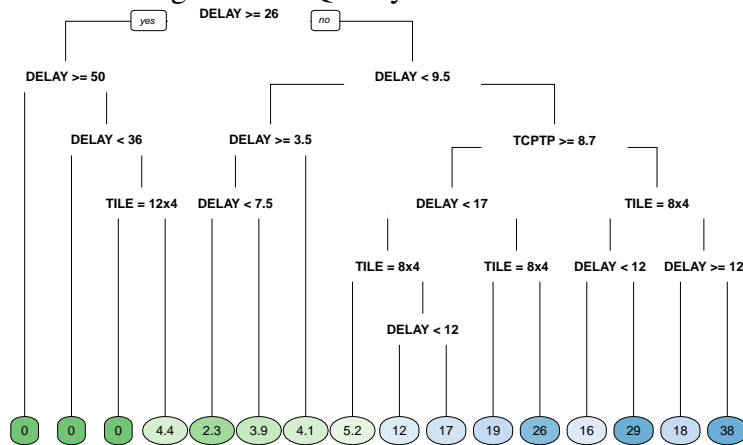 yes DELAY >= 26 no
DELAY >= 50 DELAY < 9.5
DELAY < 36 DELAY >= 3.5 TCPTP >= 8.7
TILE = 12x4 DELAY < 7.5 DELAY < 17 TILE = 8x4
TILE = 8x4 TILE = 8x4 DELAY < 12 DELAY >= 12
DELAY < 12
0 0 0 4.4 2.3 3.9 4.1 5.2 12 17 19 26 16 29 18 38